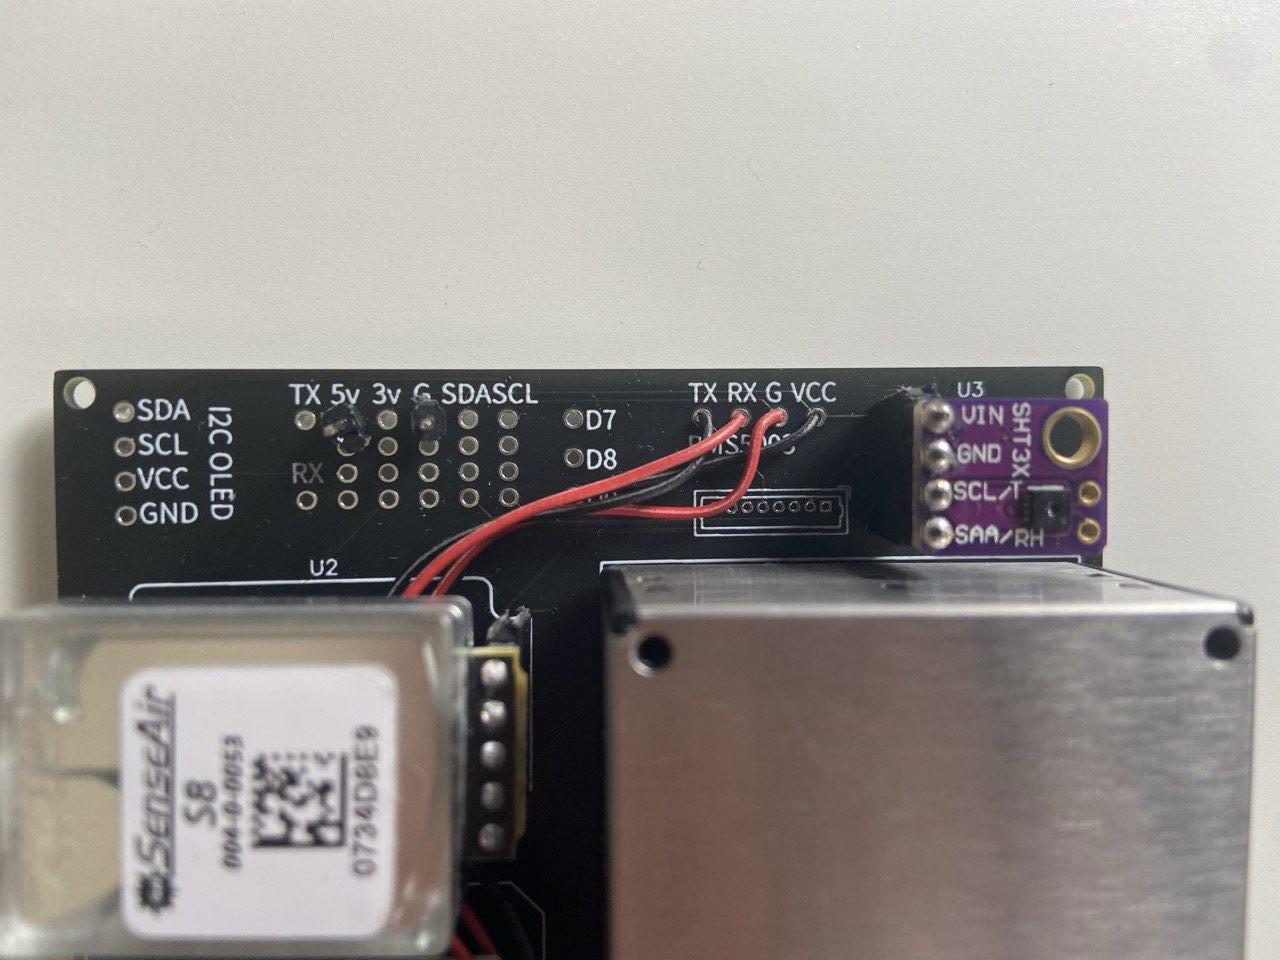 TX 5v 3v G SDASCL
SDA
SCL
VCC
GND
I2C OLED
RX
D7
D8
TX RX G VCC
U3
VIN
GND
SCL/T
SAA/RH
SHT3X
U2
SenseAir
S8
004-0-0053
0734D8E9